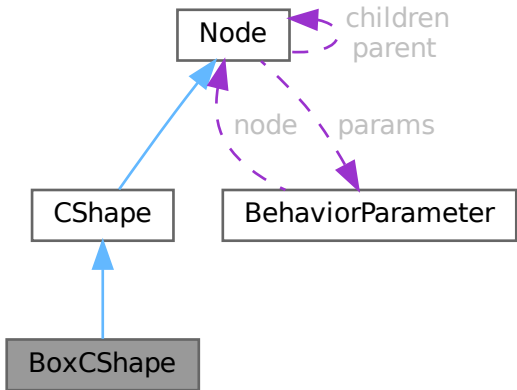 children
Node
parent
node
params
CShape
BehaviorParameter
BoxCShape